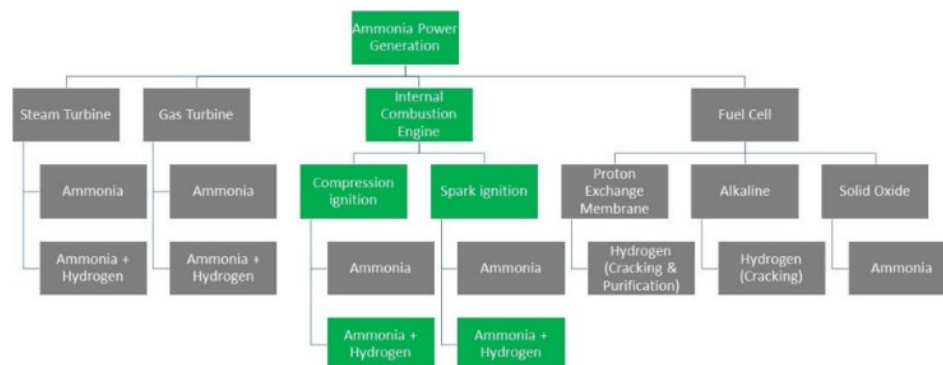 Ammonia Power
Generation
Steam Turbine
Gas Turbine
Internal
Combustion
Engine
Fuel Cell
Ammonia
Ammonia +
Hydrogen
Ammonia
Ammonia +
Hydrogen
Compression
ignition
Spark ignition
Ammonia
Ammonia +
Hydrogen
Ammonia
Ammonia +
Hydrogen
Proton
Exchange
Membrane
Alkaline
Solid Oxide
Hydrogen
(Cracking &
Purification)
Hydrogen
(Cracking)
Ammonia